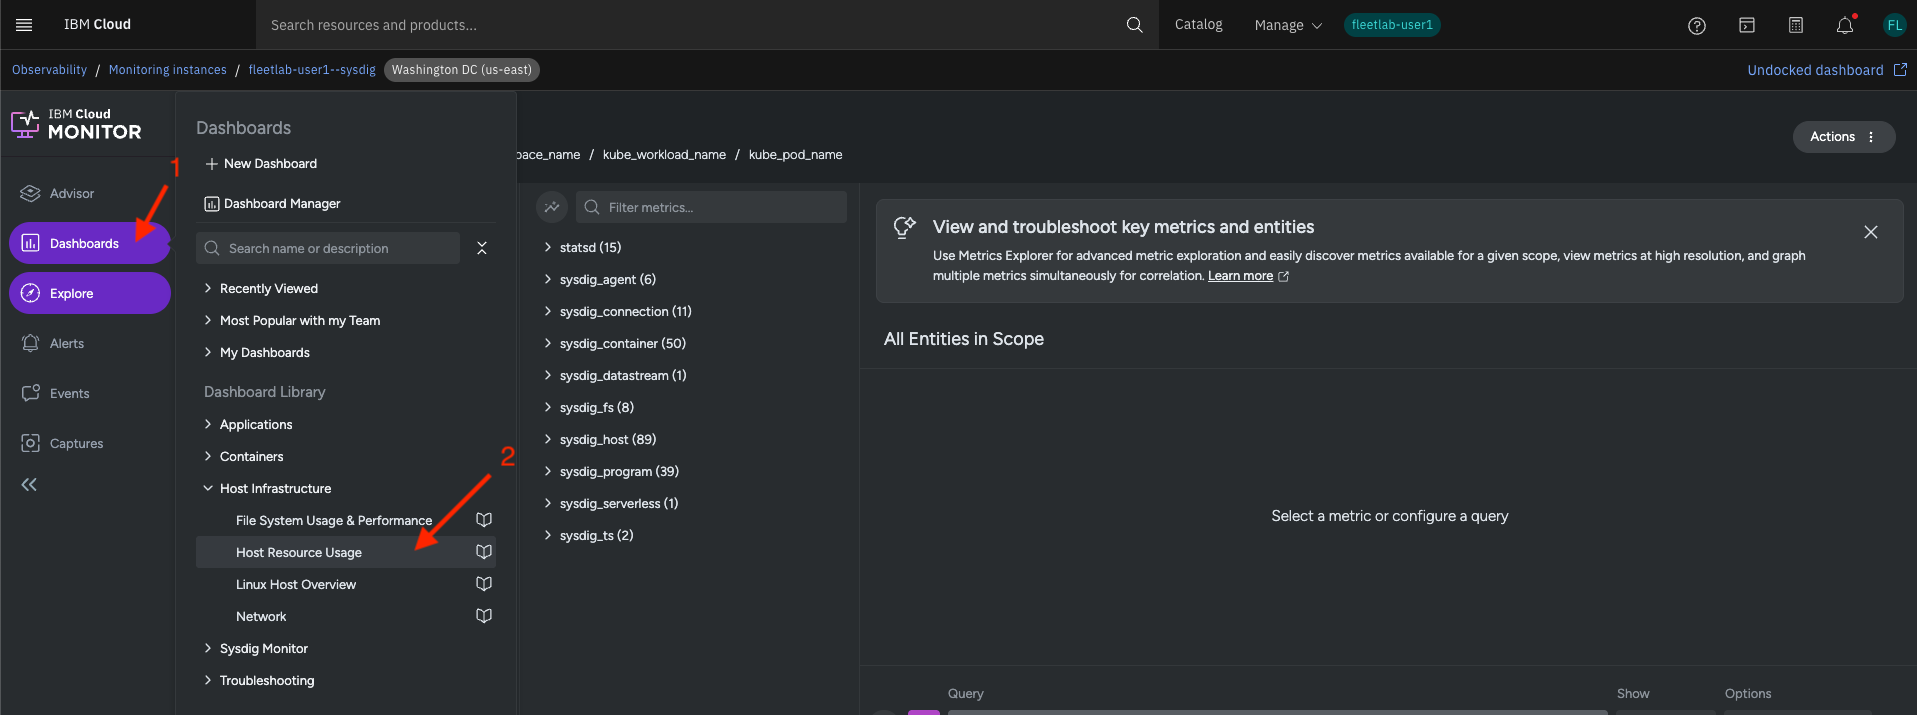 IBM Cloud
Search resources and products...
Catalog
Manage
fleetlab-user1
FL
Observability / Monitoring instances / fleetlab-user1--sysdig Washington DC (us-east)
Undocked dashboard
IBM Cloud
MONITOR
1
Advisor
Dashboards
Explore
Alerts
Events
Captures
Dashboards
New Dashboard
Dashboard Manager
Search name or description
Recently Viewed
Most Popular with my Team
My Dashboards
Dashboard Library
Applications
Containers
2
Host Infrastructure
File System Usage & Performance
Host Resource Usage
Linux Host Overview
Network
Sysdig Monitor
Troubleshooting
/ kube_workload_name / kube_pod_name
Actions
Filter metrics...
statsd (15)
sysdig_agent (6)
sysdig_connection (11)
sysdig_container (50)
sysdig_datastream (1)
sysdig_fs (8)
sysdig_host (89)
sysdig_program (39)
sysdig_serverless (1)
sysdig_ts (2)
View and troubleshoot key metrics and entities
Use Metrics Explorer for advanced metric exploration and easily discover metrics available for a given scope, view metrics at high resolution, and graph
multiple metrics simultaneously for correlation. Learn more
All Entities in Scope
Select a metric or configure a query
Query
Show
Options